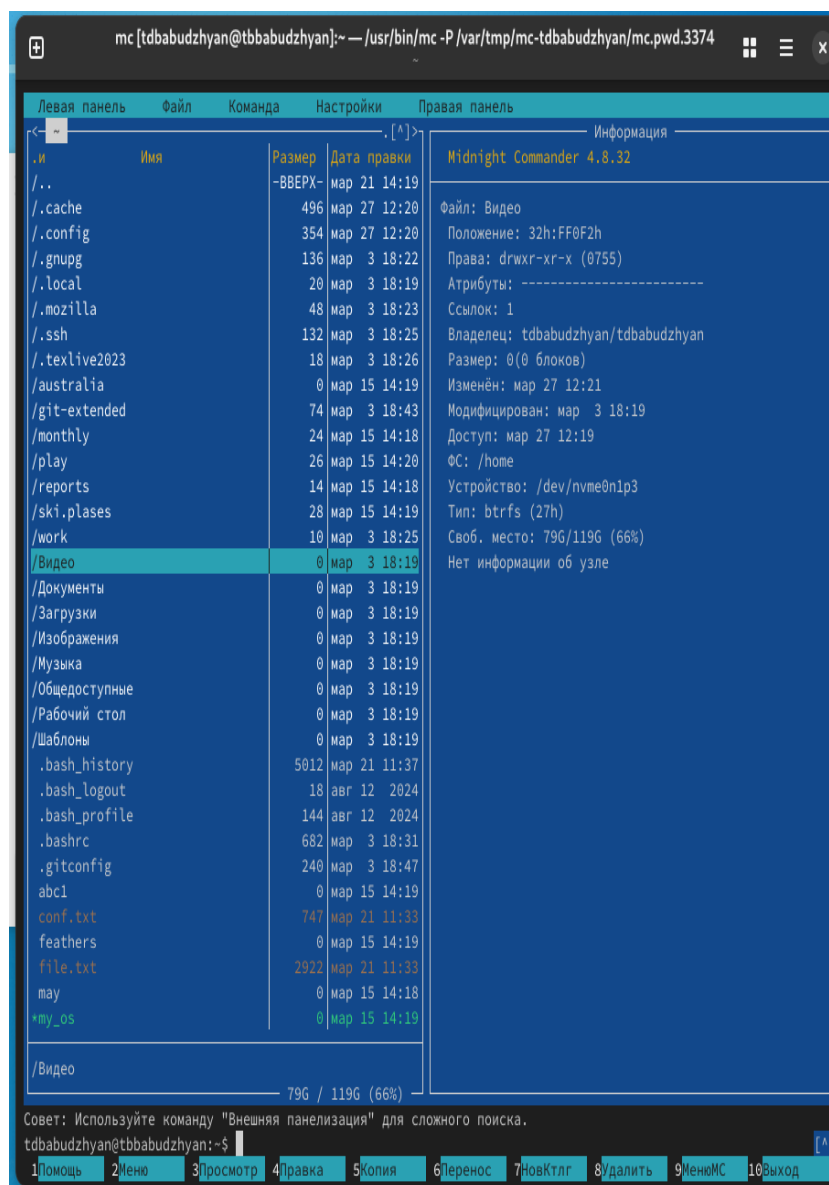 mc [tdbabudzhyan@tbbabudzhyan]:~ — /usr/bin/mc -P /var/tmp/mc-tdbabudzhyan/mc.pwd.3374
~
Левая панель Файл Команда Настройки Правая панель
<─ ~ .[^]>
.и Имя Размер Дата правки
/.. -ВВЕРХ- мар 21 14:19
/.cache 496 мар 27 12:20
/.config 354 мар 27 12:20
/.gnupg 136 мар 3 18:22
/.local 20 мар 3 18:19
/.mozilla 48 мар 3 18:23
/.ssh 132 мар 3 18:25
/.texlive2023 18 мар 3 18:26
/australia 0 мар 15 14:19
/git-extended 74 мар 3 18:43
/monthly 24 мар 15 14:18
/play 26 мар 15 14:20
/reports 14 мар 15 14:18
/ski.plases 28 мар 15 14:19
/work 10 мар 3 18:25
/Видео 0 мар 3 18:19
/Документы 0 мар 3 18:19
/Загрузки 0 мар 3 18:19
/Изображения 0 мар 3 18:19
/Музыка 0 мар 3 18:19
/Общедоступные 0 мар 3 18:19
/Рабочий стол 0 мар 3 18:19
/Шаблоны 0 мар 3 18:19
.bash_history 5012 мар 21 11:37
.bash_logout 18 авг 12 2024
.bash_profile 144 авг 12 2024
.bashrc 682 мар 3 18:31
.gitconfig 240 мар 3 18:47
abc1 0 мар 15 14:19
conf.txt 747 мар 21 11:33
feathers 0 мар 15 14:19
file.txt 2922 мар 21 11:33
may 0 мар 15 14:18
*my_os 0 мар 15 14:19
/Видео
79G / 119G (66%)
Информация
Midnight Commander 4.8.32
Файл: Видео
Положение: 32h:FF0F2h
Права: drwxr-xr-x (0755)
Атрибуты: -------------------------
Ссылок: 1
Владелец: tdbabudzhyan/tdbabudzhyan
Размер: 0(0 блоков)
Изменён: мар 27 12:21
Модифицирован: мар 3 18:19
Доступ: мар 27 12:19
ФС: /home
Устройство: /dev/nvme0n1p3
Тип: btrfs (27h)
Своб. место: 79G/119G (66%)
Нет информации об узле
Совет: Используйте команду "Внешняя панелизация" для сложного поиска.
tdbabudzhyan@tbbabudzhyan:~$ [^
1Помощь 2Меню 3Просмотр 4Правка 5Копия 6Перенос 7НовКтлг 8Удалить 9МенюMC 10Выход